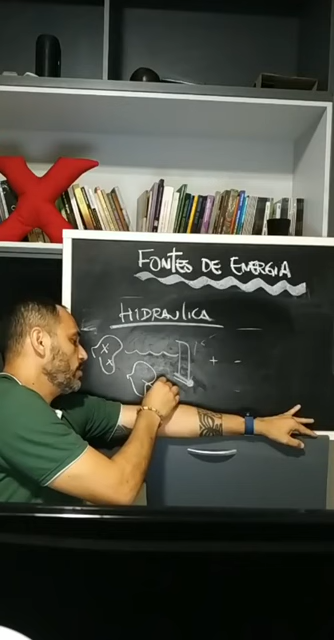 FONTES DE ENERGIA
HIDRAULICA
X
X
+ -